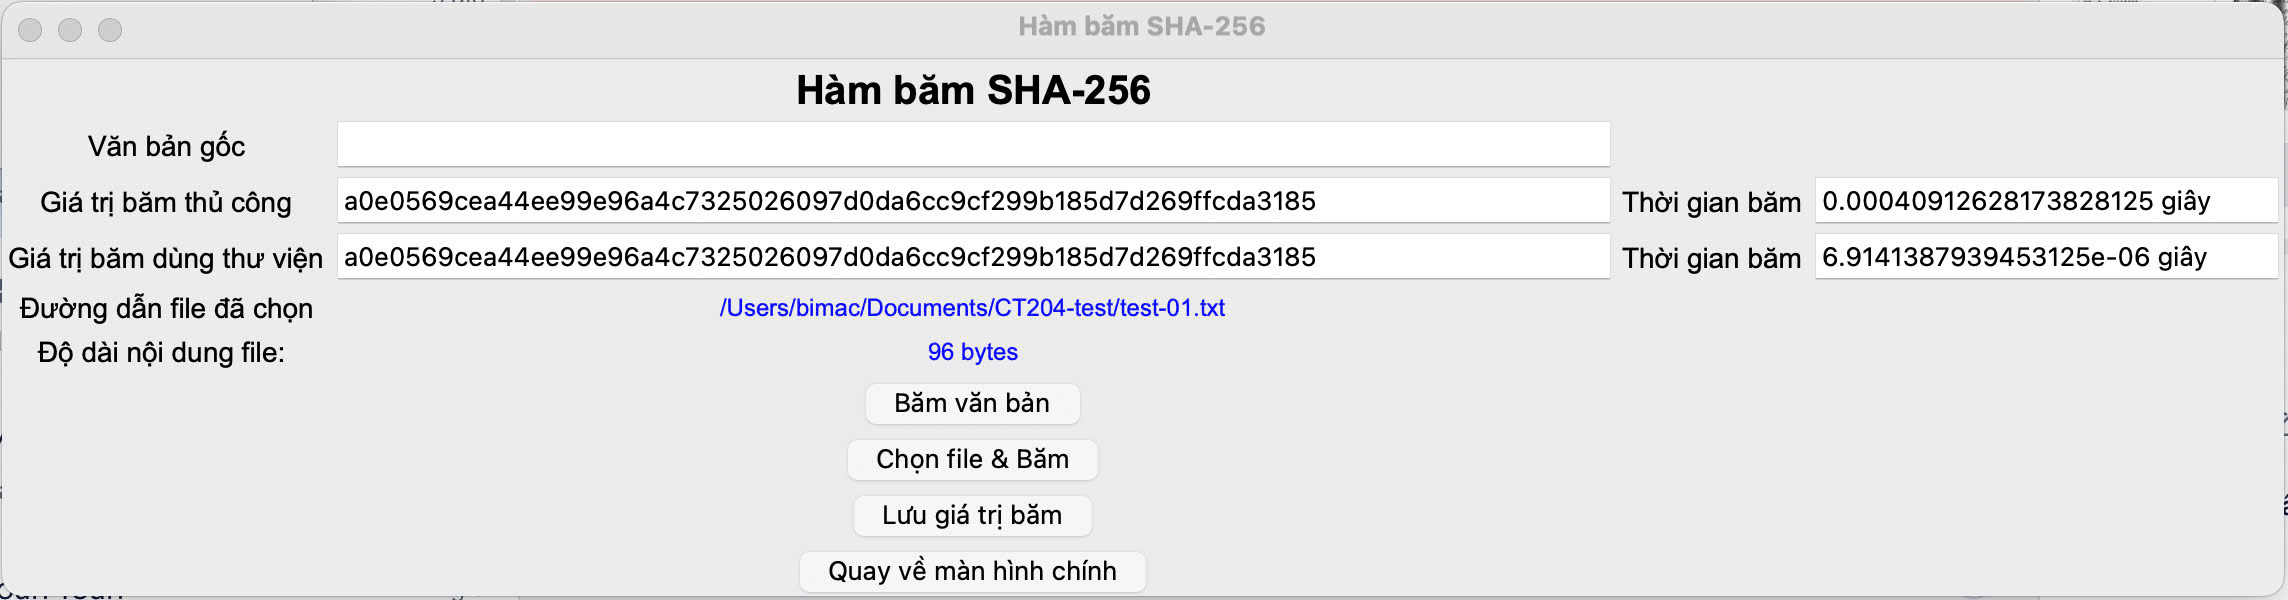 Hàm băm SHA-256
Hàm băm SHA-256
Văn bản gốc
Giá trị băm thủ công a0e0569cea44ee99e96a4c7325026097d0da6cc9cf299b185d7d269ffcda3185 Thời gian băm 0.00040912628173828125 giây
Giá trị băm dùng thư viện a0e0569cea44ee99e96a4c7325026097d0da6cc9cf299b185d7d269ffcda3185 Thời gian băm 6.9141387939453125e-06 giây
Đường dẫn file đã chọn /Users/bimac/Documents/CT204-test/test-01.txt
Độ dài nội dung file: 96 bytes
Băm văn bản
Chọn file & Băm
Lưu giá trị băm
Quay về màn hình chính